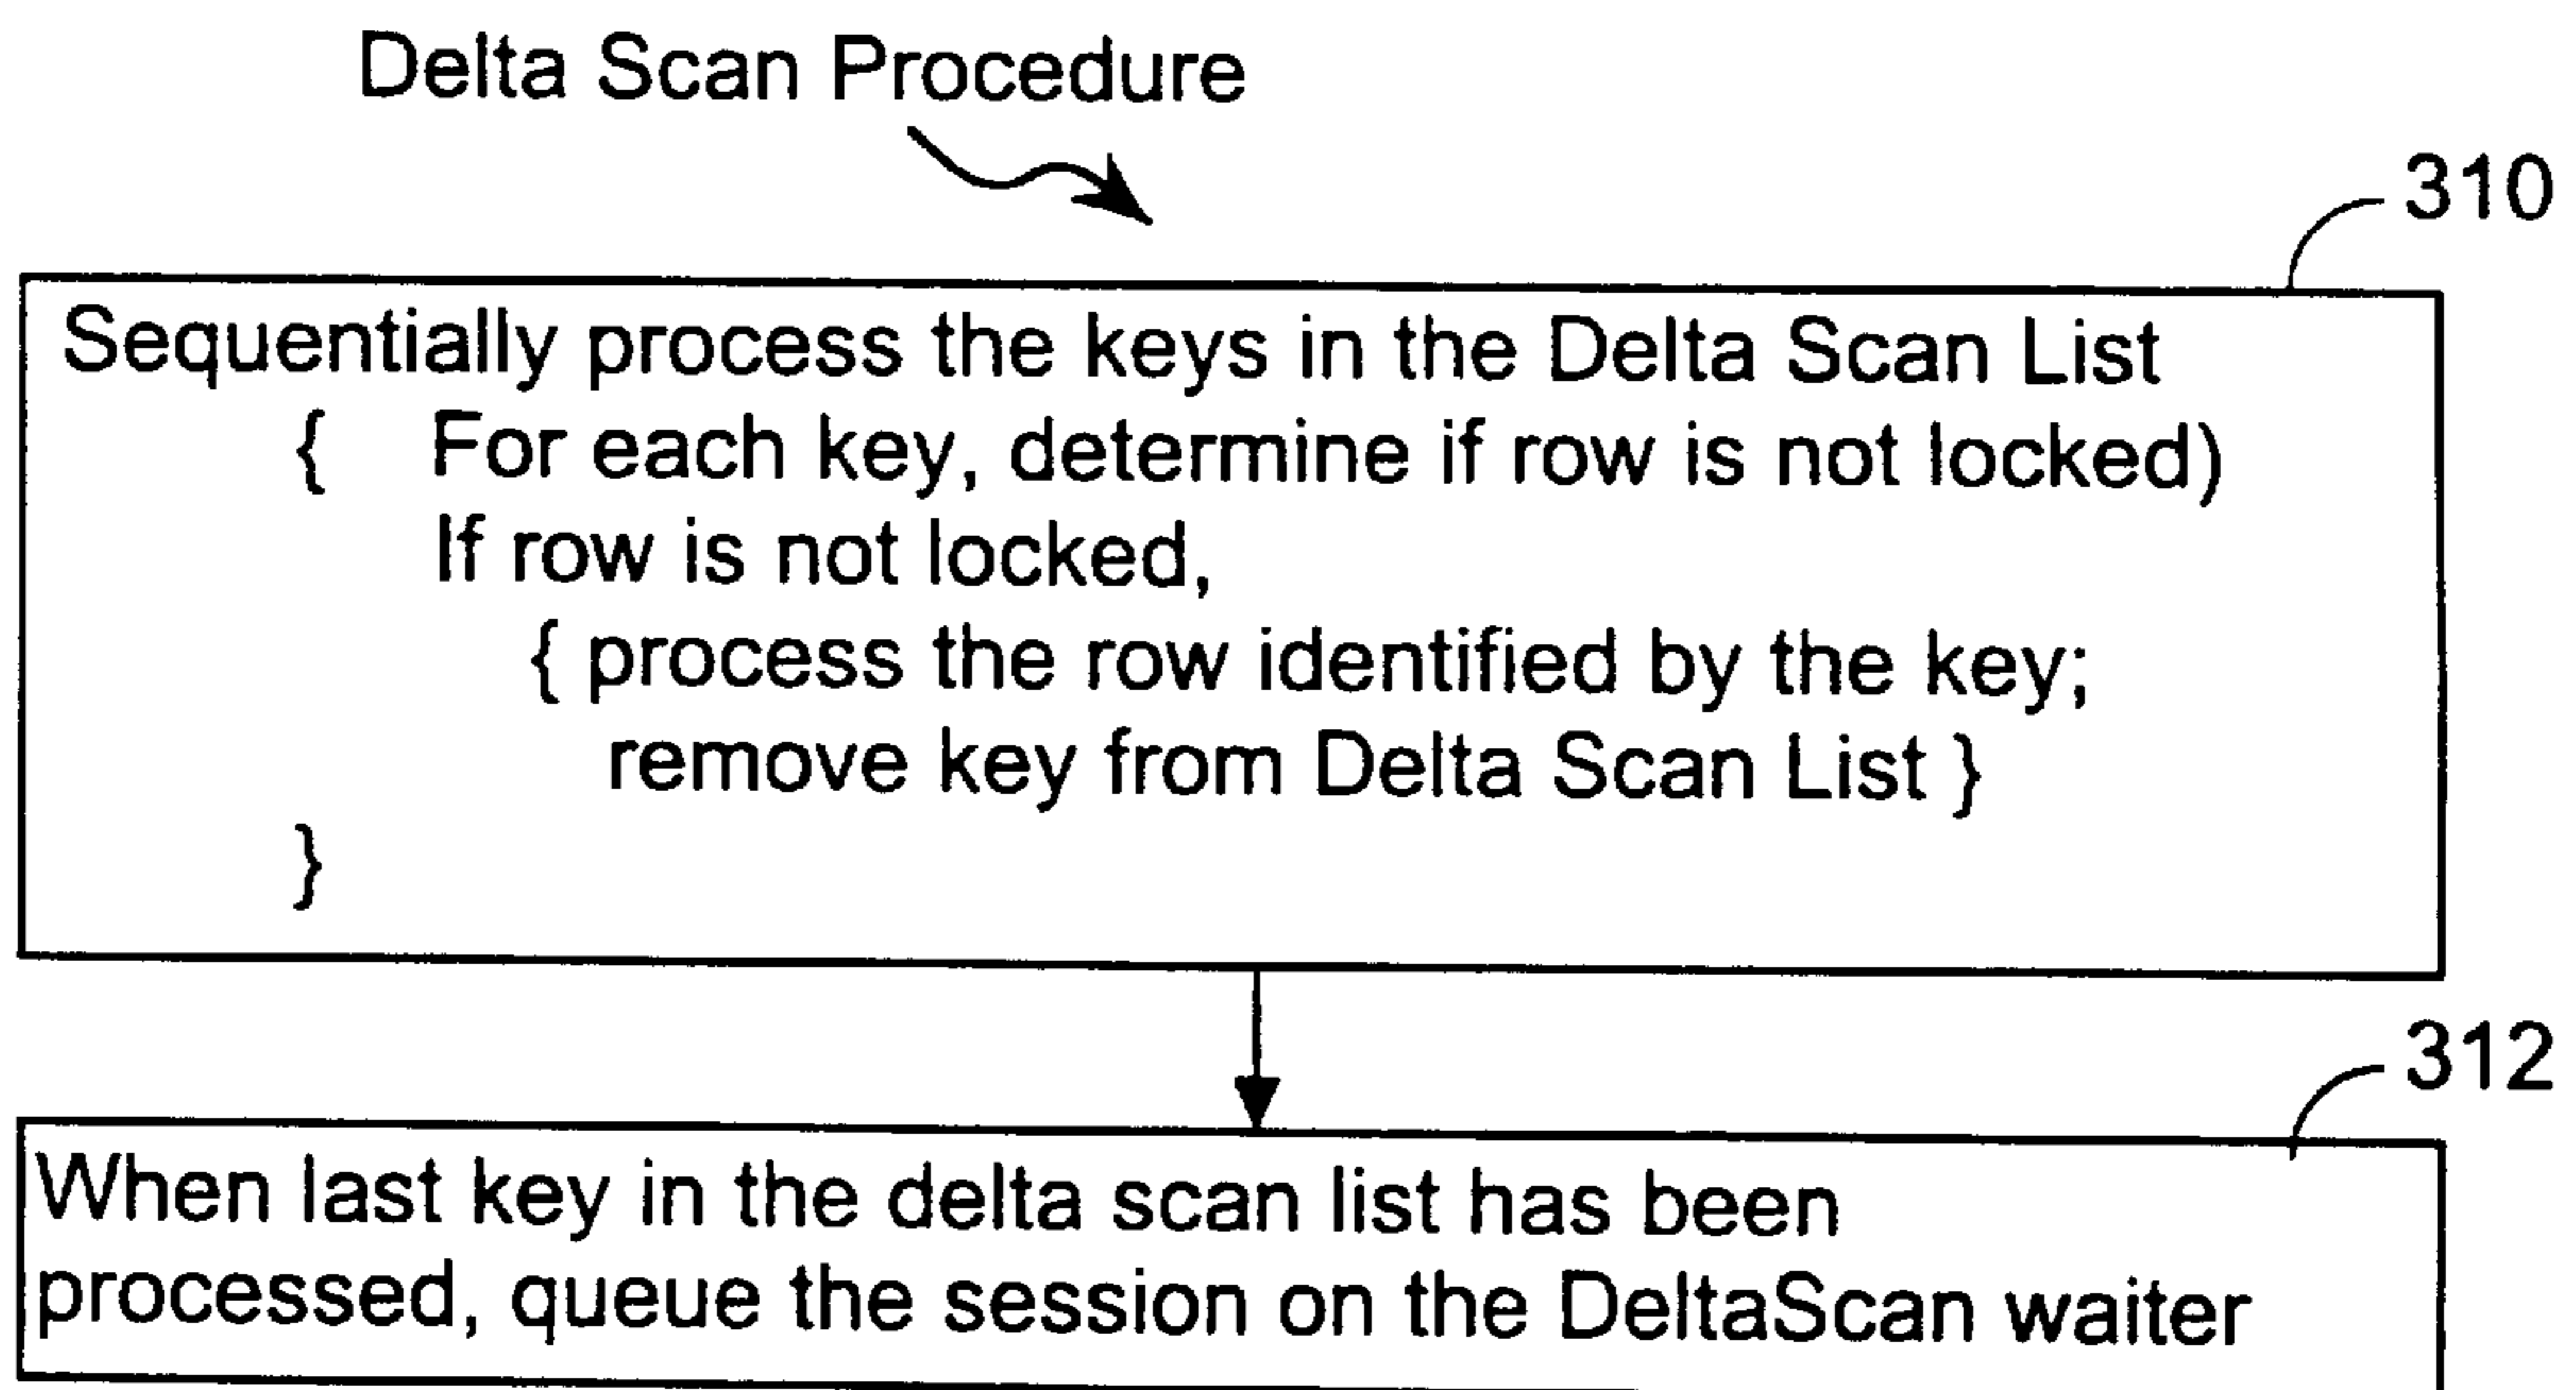 Delta Scan Procedure
310
Sequentially process the keys in the Delta Scan List
{ For each key, determine if row is not locked)
If row is not locked,
{ process the row identified by the key;
remove key from Delta Scan List }
}
312
When last key in the delta scan list has been
processed, queue the session on the DeltaScan waiter